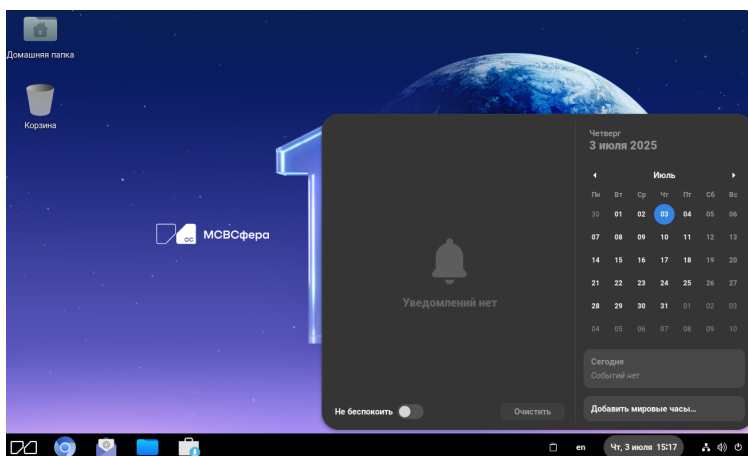 Домашняя папка
Корзина
ОС МСВСфера
Уведомлений нет
Не беспокоить
Очистить
Четверг
3 июля 2025
Июль
Пн Вт Ср Чт Пт Сб Вс
30 01 02 03 04 05 06
07 08 09 10 11 12 13
14 15 16 17 18 19 20
21 22 23 24 25 26 27
28 29 30 31 01 02 03
04 05 06 07 08 09 10
Сегодня
Событий нет
Добавить мировые часы...
en
Чт, 3 июля 15:17